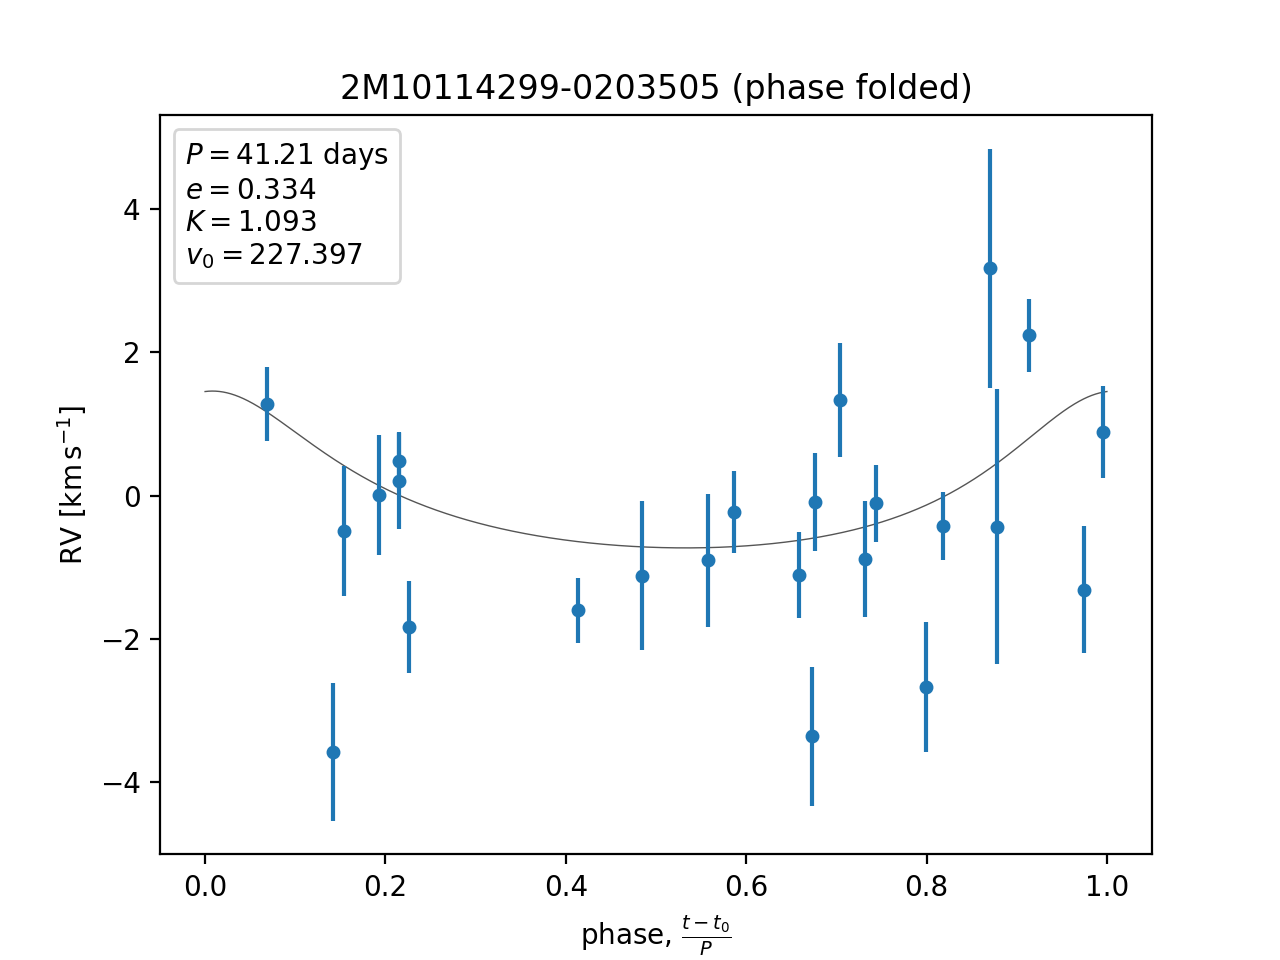 2M10114299-0203505 (phase folded)
P = 41.21 days
e = 0.334
K = 1.093
v₀ = 227.397
4
2
0
−2
−4
RV [km s⁻¹]
0.0 0.2 0.4 0.6 0.8 1.0
phase, (t − t₀)/P